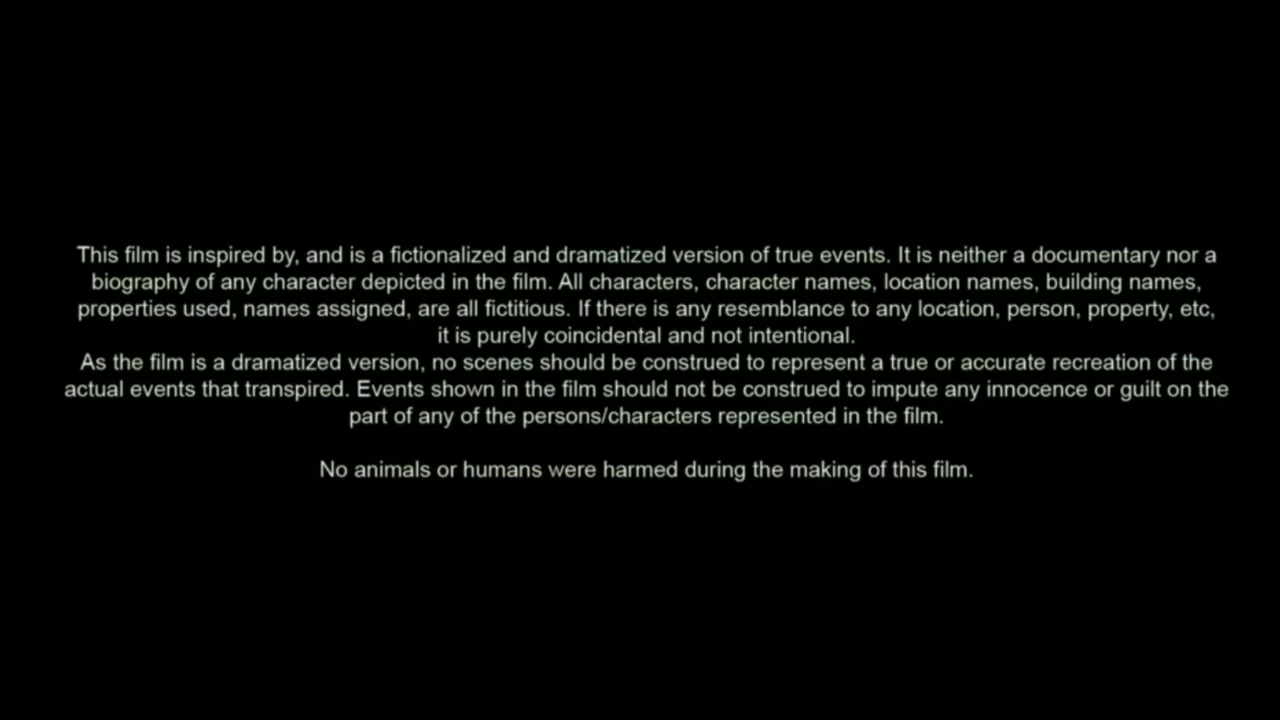 This film is inspired by, and is a fictionalized and dramatized version of true events. It is neither a documentary nor a
biography of any character depicted in the film. All characters, character names, location names, building names,
properties used, names assigned, are all fictitious. If there is any resemblance to any location, person, property, etc,
it is purely coincidental and not intentional.
As the film is a dramatized version, no scenes should be construed to represent a true or accurate recreation of the
actual events that transpired. Events shown in the film should not be construed to impute any innocence or guilt on the
part of any of the persons/characters represented in the film.
No animals or humans were harmed during the making of this film.